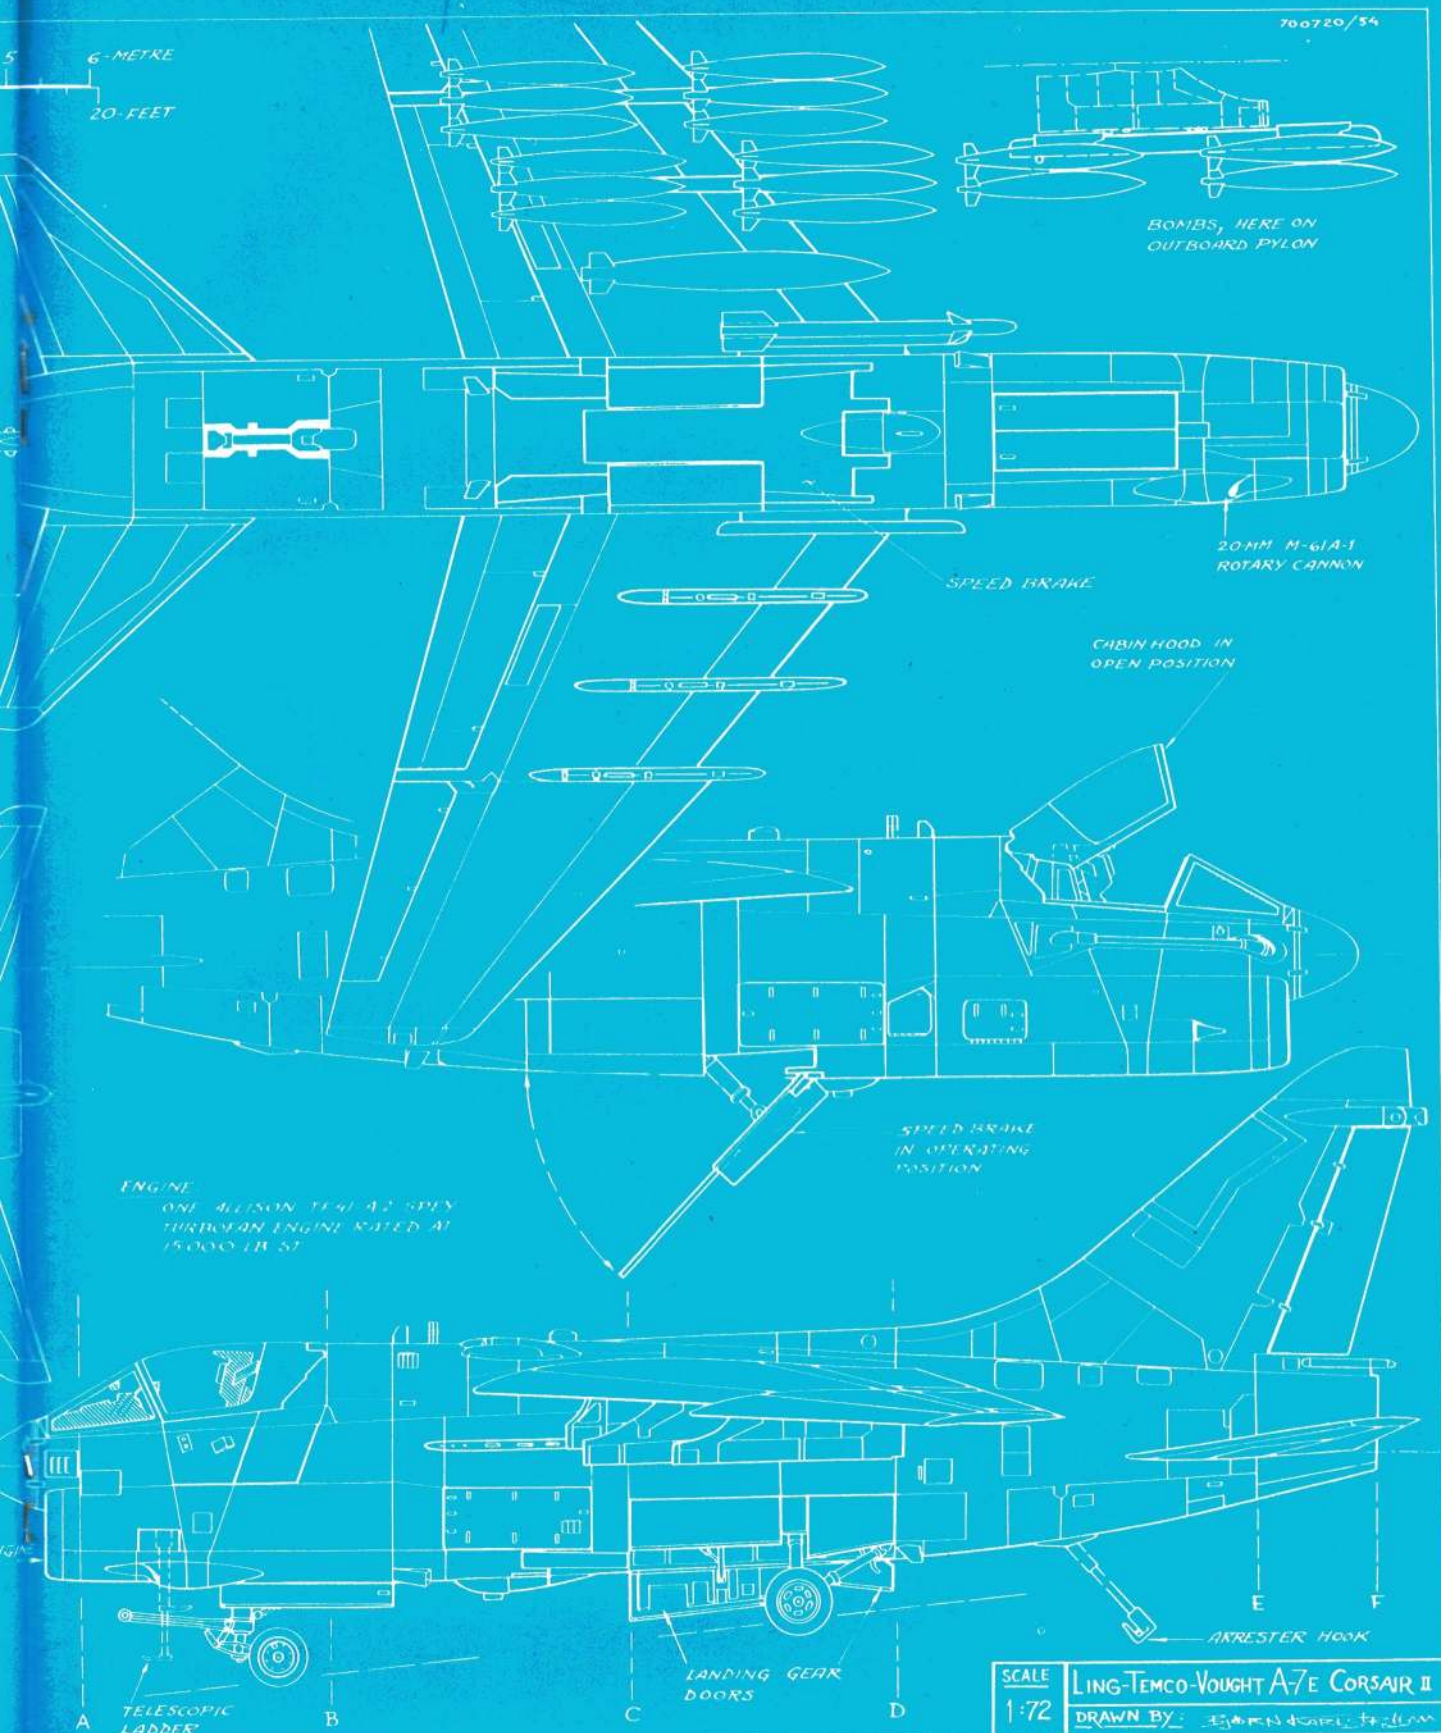 700720/54
5
6-METRE
20-FEET
BOMBS, HERE ON
OUTBOARD PYLON
20-MM M-61A-1
ROTARY CANNON
SPEED BRAKE
CABIN HOOD IN
OPEN POSITION
SPEED BRAKE
IN OPERATING
POSITION
ENGINE
ONE ALLISON TF41 A2 SPEY
TURBOFAN ENGINE RATED AT
15000 LB ST
E
F
ARRESTER HOOK
LANDING GEAR
DOORS
TELESCOPIC
LADDER
A
B
C
D
SCALE
1:72
LING-TEMCO-VOUGHT A-7E CORSAIR II
DRAWN BY: